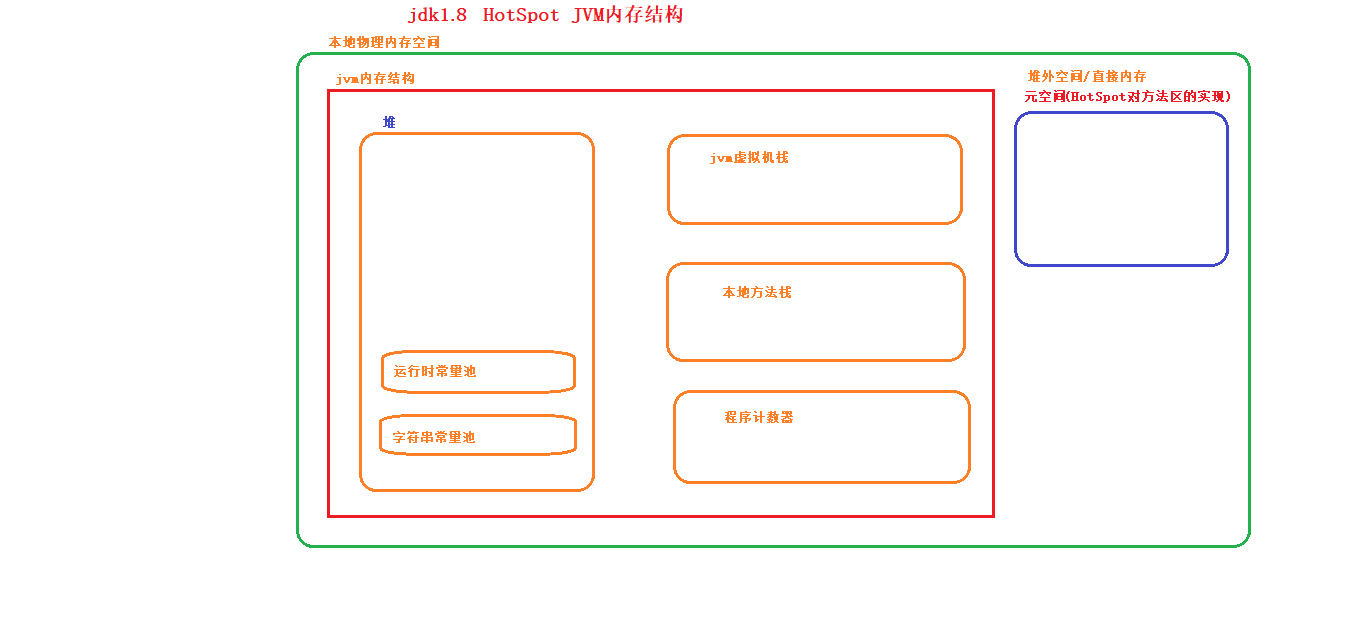 jdk1.8 HotSpot JVM内存结构
本地物理内存空间
jvm内存结构
堆外空间/直接内存
元空间(HotSpot对方法区的实现)
堆
jvm虚拟机栈
本地方法栈
运行时常量池
程序计数器
字符串常量池